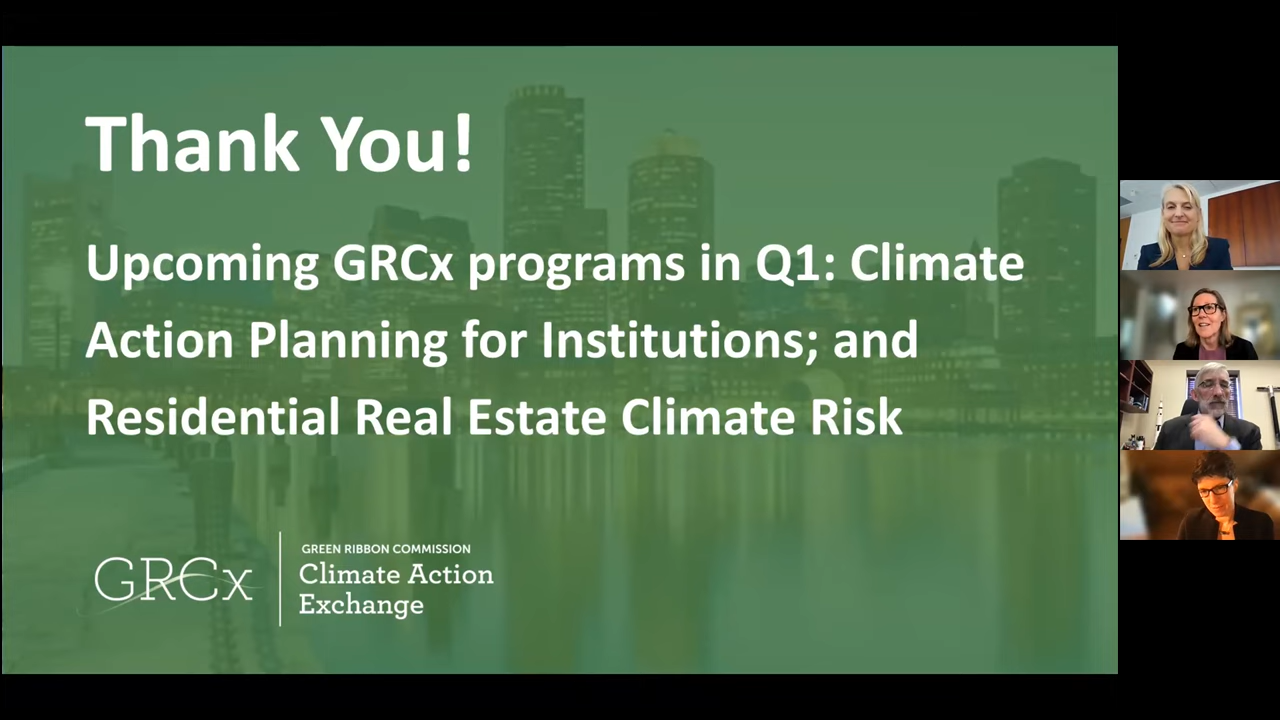 Thank You!
Upcoming GRCx programs in Q1: Climate
Action Planning for Institutions; and
Residential Real Estate Climate Risk
GRCx
GREEN RIBBON COMMISSION
Climate Action
Exchange